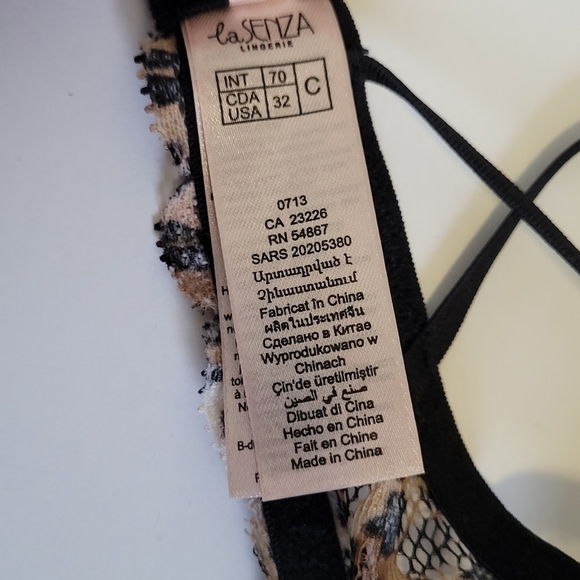 la SENZA
LINGERIE
INT 70 C
CDA USA 32
0713
CA 23226
RN 54867
SARS 20205380
Արտադրված է
Չինաստանում
Fabricat în China
ผลิตในประเทศจีน
Сделано в Китае
Wyprodukowano w
Chinach
Çin'de üretilmiştir
صنع في الصين
Dibuat di Cina
Hecho en China
Fait en Chine
Made in China